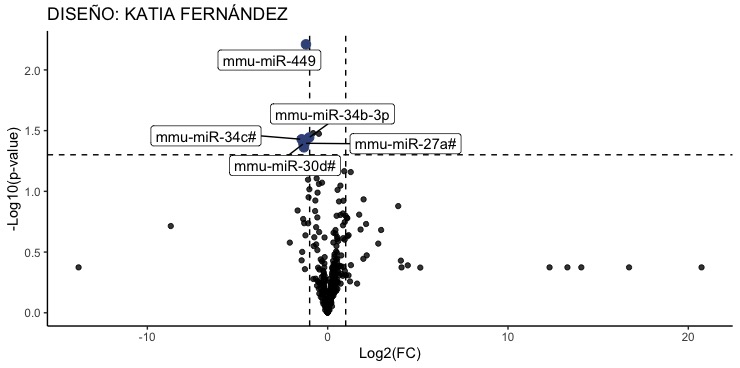 DISEÑO: KATIA FERNÁNDEZ
mmu-miR-449
mmu-miR-34b-3p
mmu-miR-34c#
mmu-miR-27a#
mmu-miR-30d#
-Log10(p-value)
2.0
1.5
1.0
0.5
0.0
-10 0 10 20
Log2(FC)